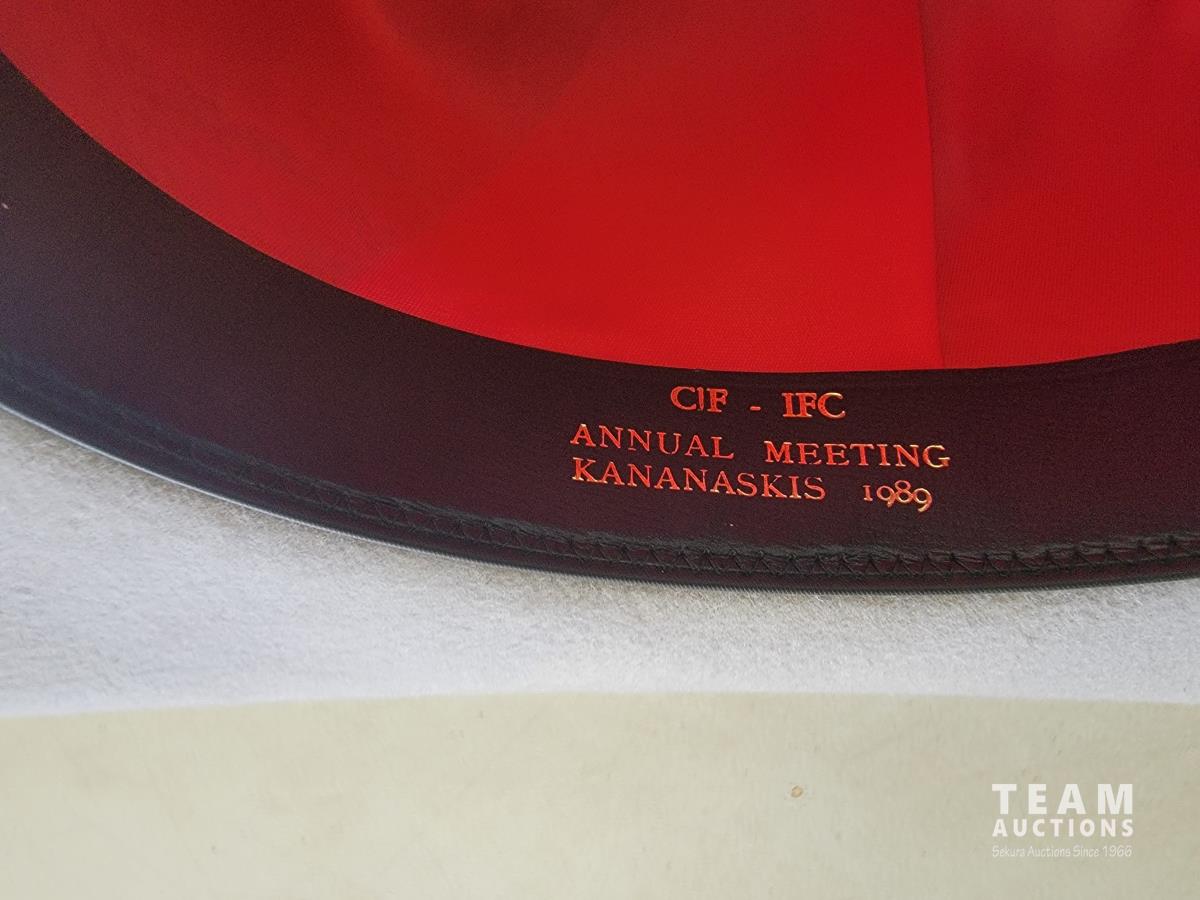 CIF - IFC
ANNUAL MEETING
KANANASKIS 1989
TEAM
AUCTIONS
Sekura Auctions Since 1966